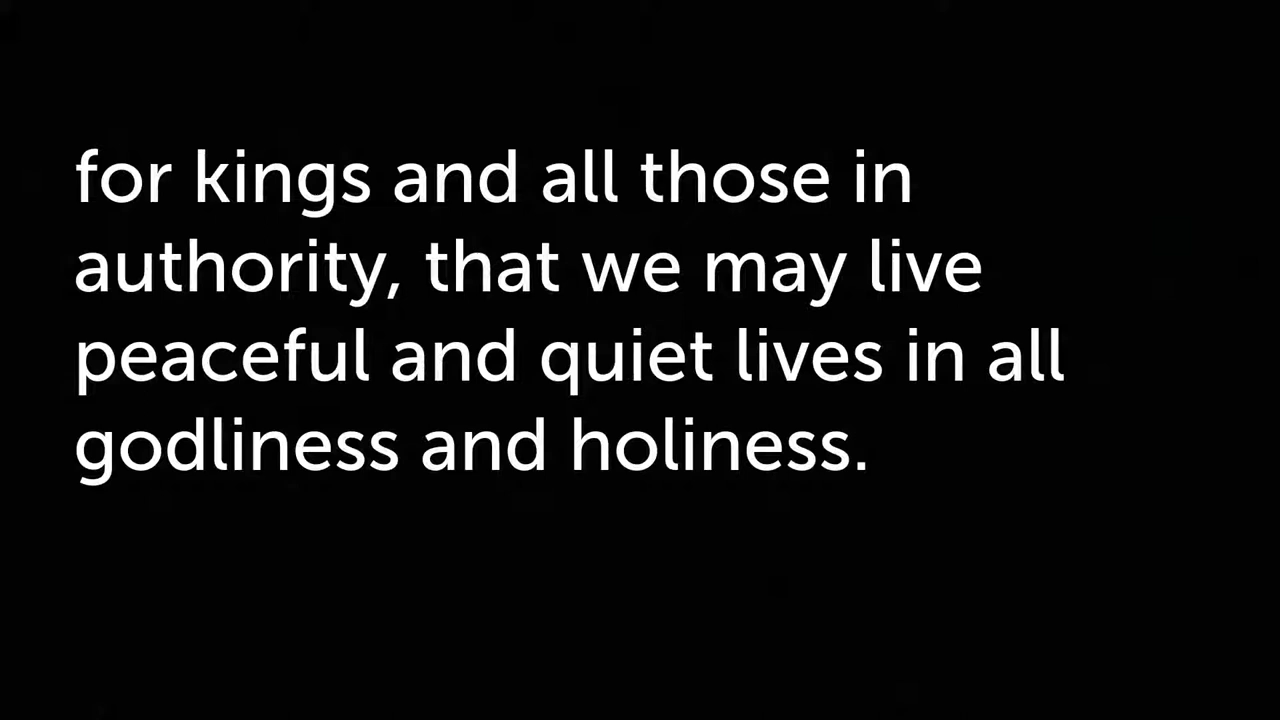 for kings and all those in
authority, that we may live
peaceful and quiet lives in all
godliness and holiness.